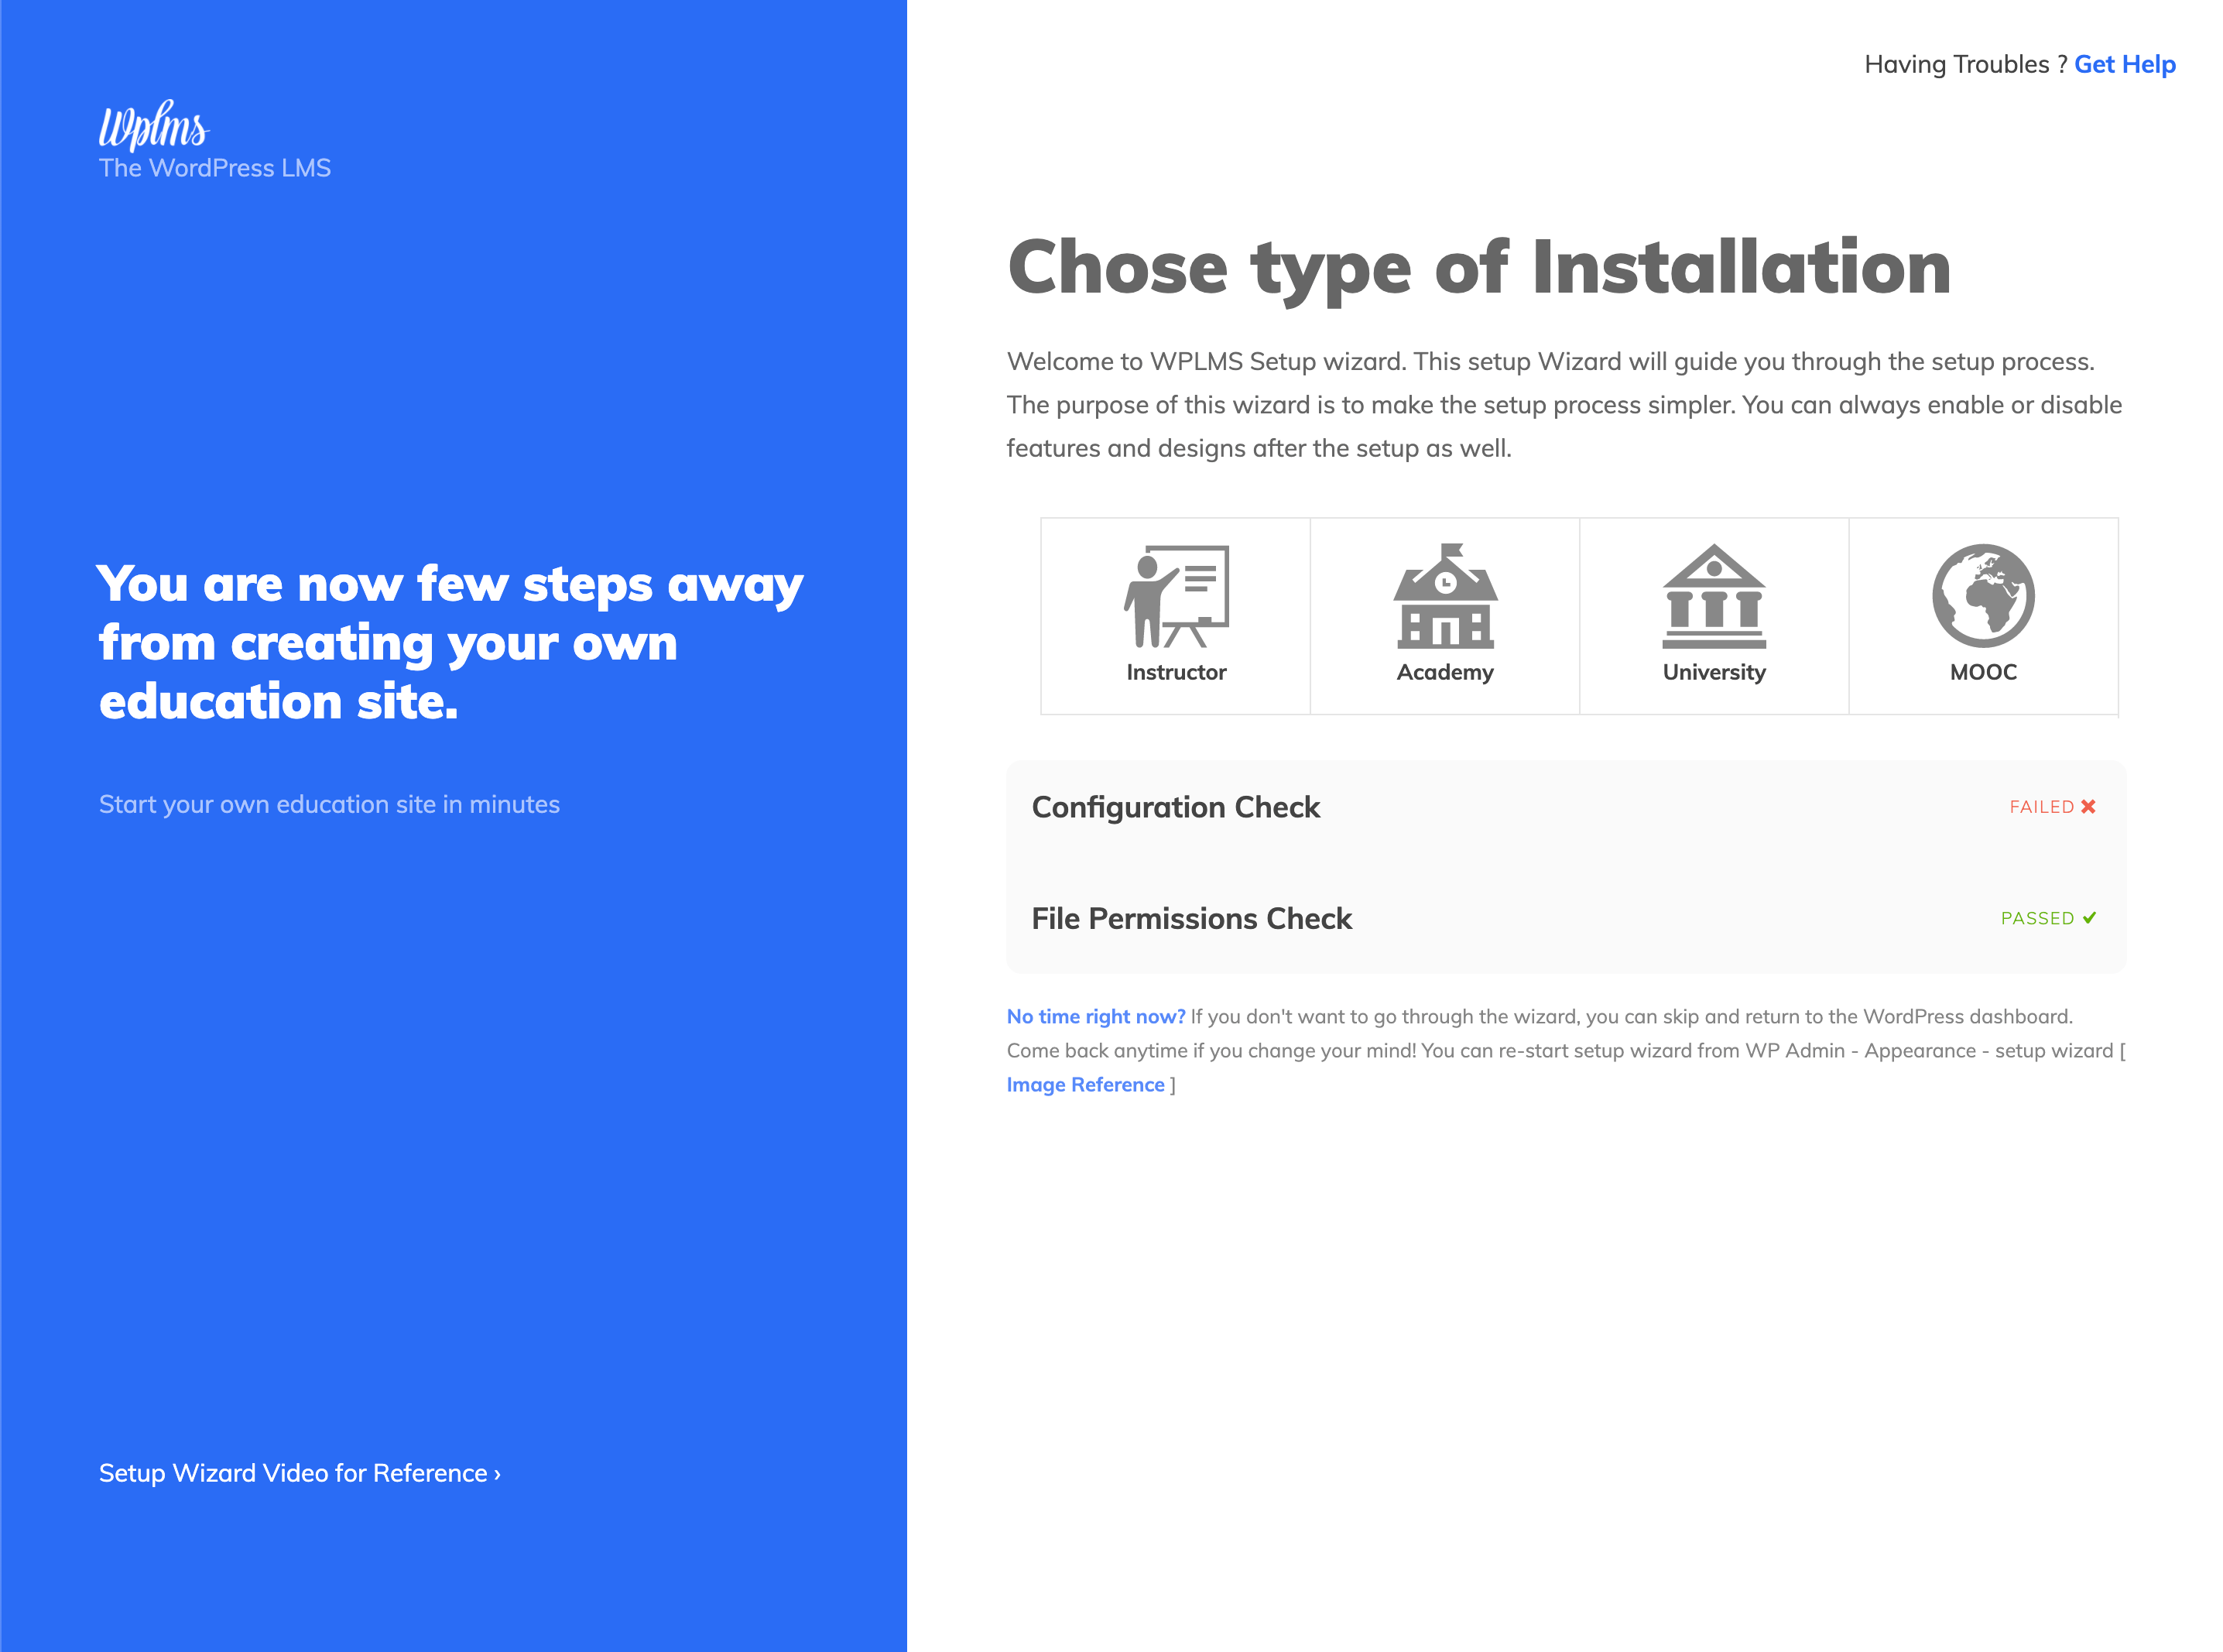 Wplms
The WordPress LMS
You are now few steps away
from creating your own
education site.
Start your own education site in minutes
Setup Wizard Video for Reference ›
Having Troubles ? Get Help
Chose type of Installation
Welcome to WPLMS Setup wizard. This setup Wizard will guide you through the setup process.
The purpose of this wizard is to make the setup process simpler. You can always enable or disable
features and designs after the setup as well.
Instructor Academy University MOOC
Configuration Check FAILED ✖
File Permissions Check PASSED ✔
No time right now? If you don't want to go through the wizard, you can skip and return to the WordPress dashboard.
Come back anytime if you change your mind! You can re-start setup wizard from WP Admin - Appearance - setup wizard [
Image Reference ]